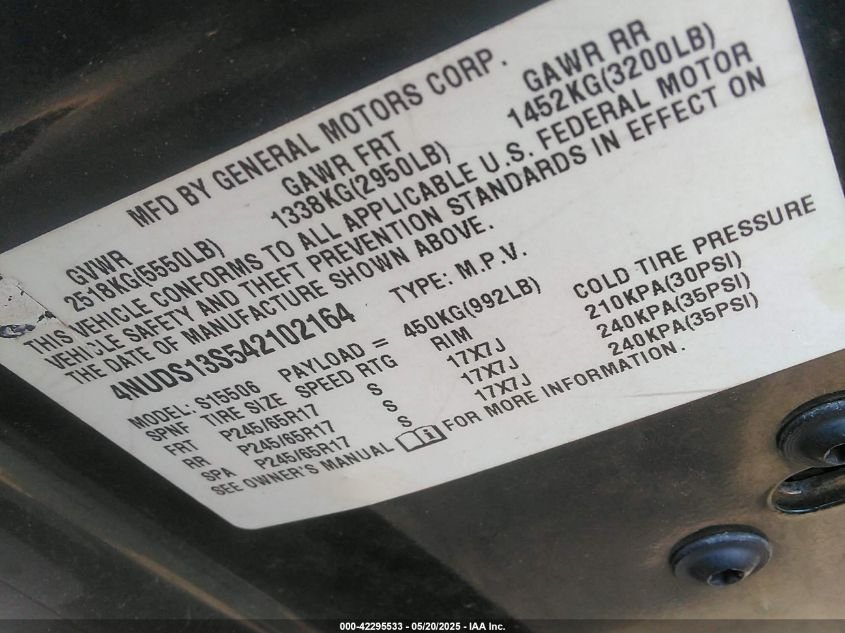 MFD BY GENERAL MOTORS CORP.
GVWR GAWR FRT GAWR RR
2518KG(5550LB) 1338KG(2950LB) 1452KG(3200LB)
THIS VEHICLE CONFORMS TO ALL APPLICABLE U.S. FEDERAL MOTOR
VEHICLE SAFETY AND THEFT PREVENTION STANDARDS IN EFFECT ON
THE DATE OF MANUFACTURE SHOWN ABOVE.
4NUDS13S542102164 TYPE: M.P.V.
MODEL: S15506 PAYLOAD = 450KG(992LB)
SPNF TIRE SIZE SPEED RTG RIM COLD TIRE PRESSURE
FRT P245/65R17 S 17X7J 210KPA(30PSI)
RR P245/65R17 S 17X7J 240KPA(35PSI)
SPA P245/65R17 S 17X7J 240KPA(35PSI)
SEE OWNER'S MANUAL FOR MORE INFORMATION.
000-42295533 - 05/20/2025 - IAA Inc.